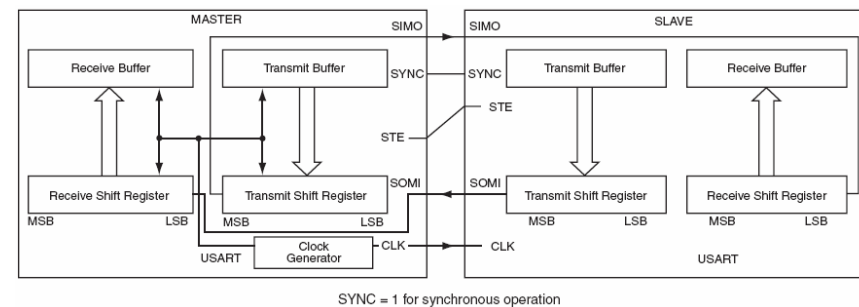 MASTER
SIMO
SIMO
SLAVE
Receive Buffer
Transmit Buffer
SYNC
SYNC
Transmit Buffer
Receive Buffer
STE
STE
Receive Shift Register
Transmit Shift Register
SOMI
SOMI
Transmit Shift Register
Receive Shift Register
MSB
LSB
MSB
LSB
MSB
LSB
MSB
LSB
USART
Clock
Generator
CLK
CLK
USART
SYNC = 1 for synchronous operation